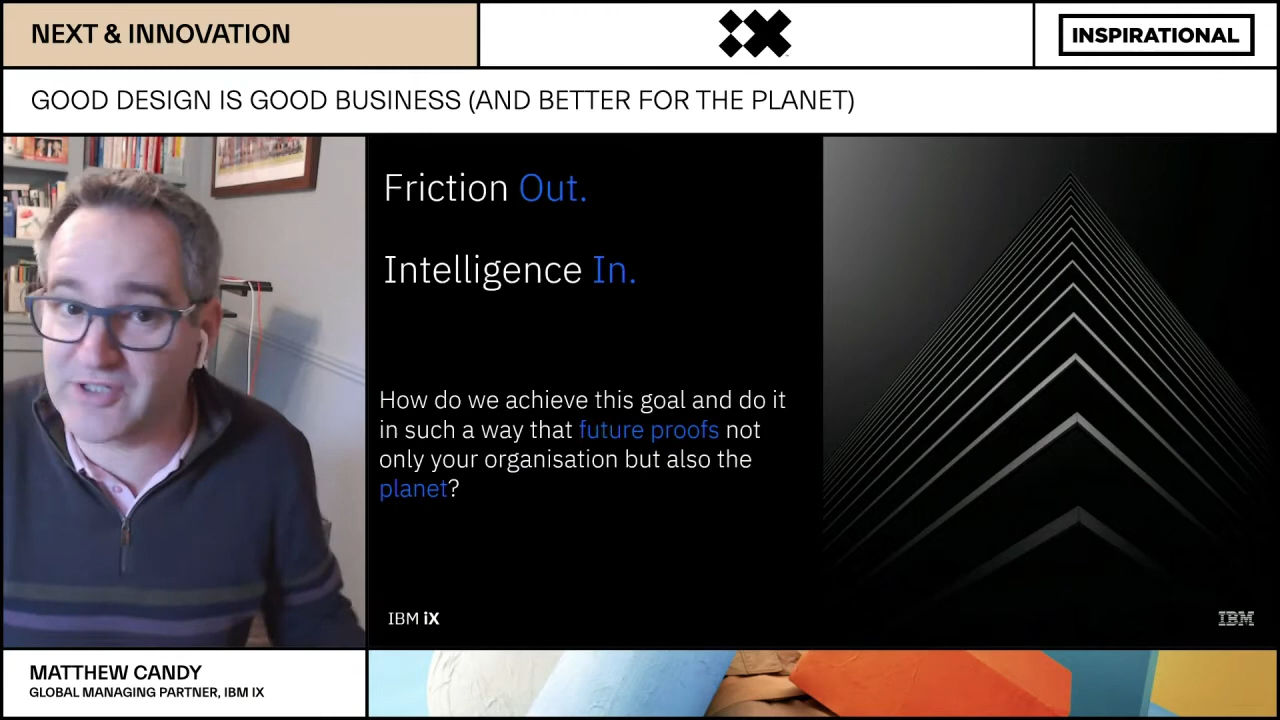 NEXT & INNOVATION
INSPIRATIONAL
GOOD DESIGN IS GOOD BUSINESS (AND BETTER FOR THE PLANET)
Friction Out.
Intelligence In.
How do we achieve this goal and do it
in such a way that future proofs not
only your organisation but also the
planet?
IBM iX
IBM
MATTHEW CANDY
GLOBAL MANAGING PARTNER, IBM IX